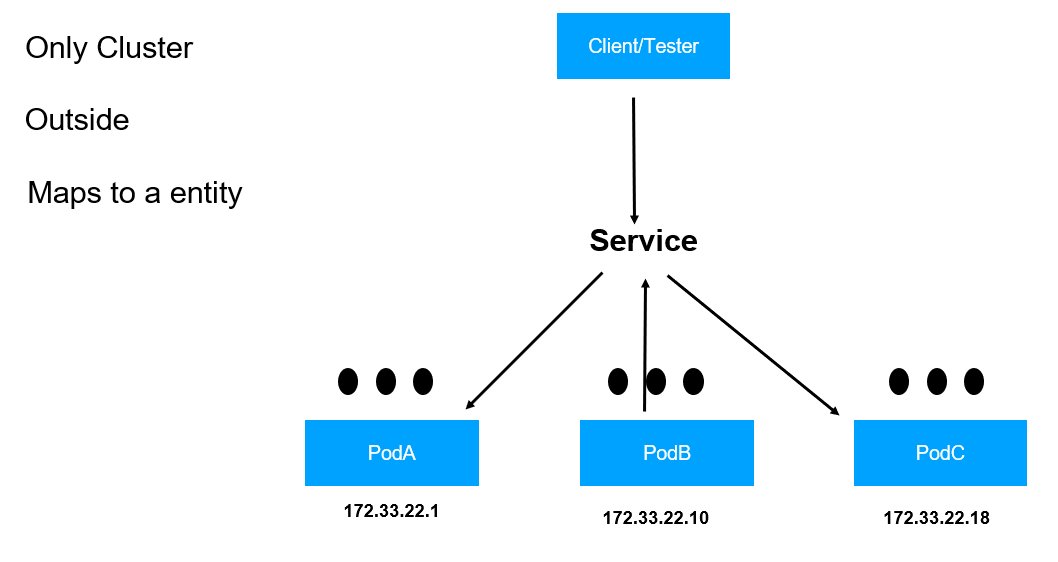 Only Cluster
Client/Tester
Outside
Maps to a entity
Service
PodA
PodB
PodC
172.33.22.1
172.33.22.10
172.33.22.18